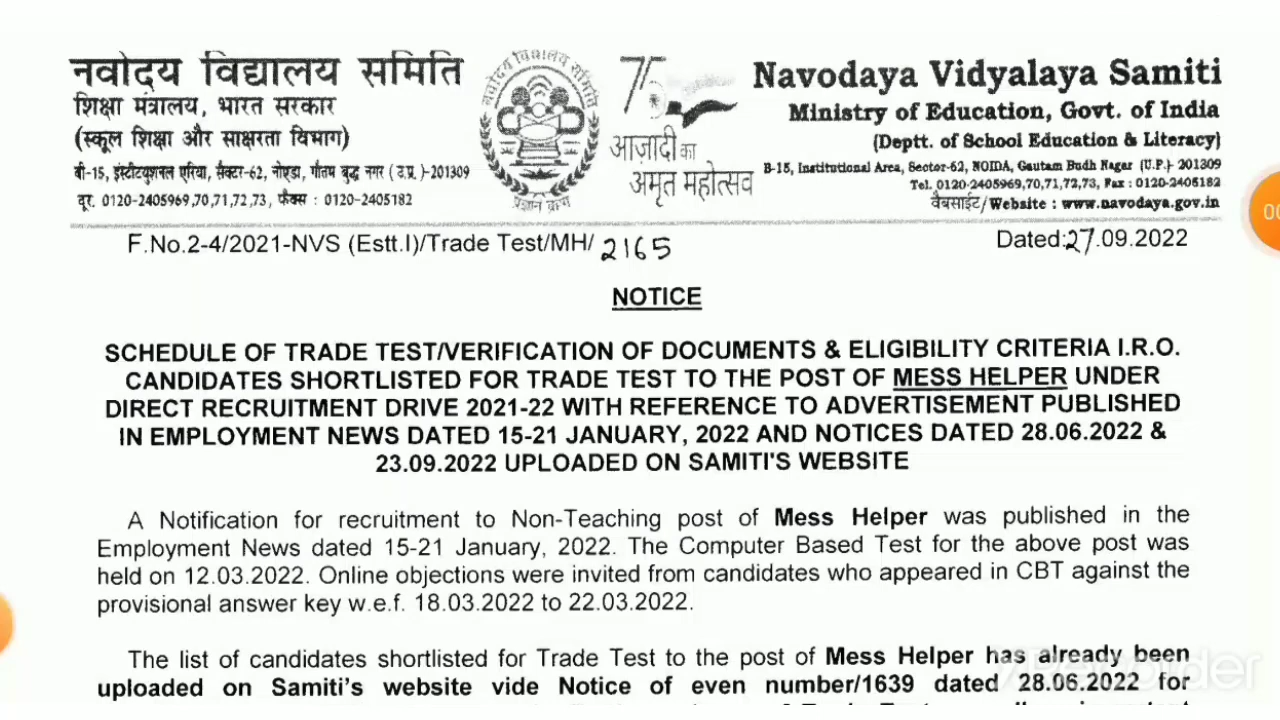 नवोदय विद्यालय समिति
शिक्षा मंत्रालय, भारत सरकार
(स्कूल शिक्षा और साक्षरता विभाग)
बी-15, इंस्टीटयुशनल एरिया, सैक्टर-62, नोएडा, गौतम बुद्ध नगर (उ.प्र.)-201309
दूर. 0120-2405969,70,71,72,73, फैक्स : 0120-2405182
नवोदय विद्यालय समिति
प्रज्ञानं ब्रह्म
75
आज़ादी का
अमृत महोत्सव
Navodaya Vidyalaya Samiti
Ministry of Education, Govt. of India
(Deptt. of School Education & Literacy)
B-15, Institutional Area, Sector-62, NOIDA, Gautam Budh Nagar (U.P.)- 201309
Tel. 0120-2405969,70,71,72,73, Fax : 0120-2405182
वैबसाईट/Website : www.navodaya.gov.in
F.No.2-4/2021-NVS (Estt.I)/Trade Test/MH/ 2165
Dated:27.09.2022
00
NOTICE
SCHEDULE OF TRADE TEST/VERIFICATION OF DOCUMENTS & ELIGIBILITY CRITERIA I.R.O.
CANDIDATES SHORTLISTED FOR TRADE TEST TO THE POST OF MESS HELPER UNDER
DIRECT RECRUITMENT DRIVE 2021-22 WITH REFERENCE TO ADVERTISEMENT PUBLISHED
IN EMPLOYMENT NEWS DATED 15-21 JANUARY, 2022 AND NOTICES DATED 28.06.2022 &
23.09.2022 UPLOADED ON SAMITI'S WEBSITE
A Notification for recruitment to Non-Teaching post of Mess Helper was published in the
Employment News dated 15-21 January, 2022. The Computer Based Test for the above post was
held on 12.03.2022. Online objections were invited from candidates who appeared in CBT against the
provisional answer key w.e.f. 18.03.2022 to 22.03.2022.
The list of candidates shortlisted for Trade Test to the post of Mess Helper has already been
uploaded on Samiti's website vide Notice of even number/1639 dated 28.06.2022 for